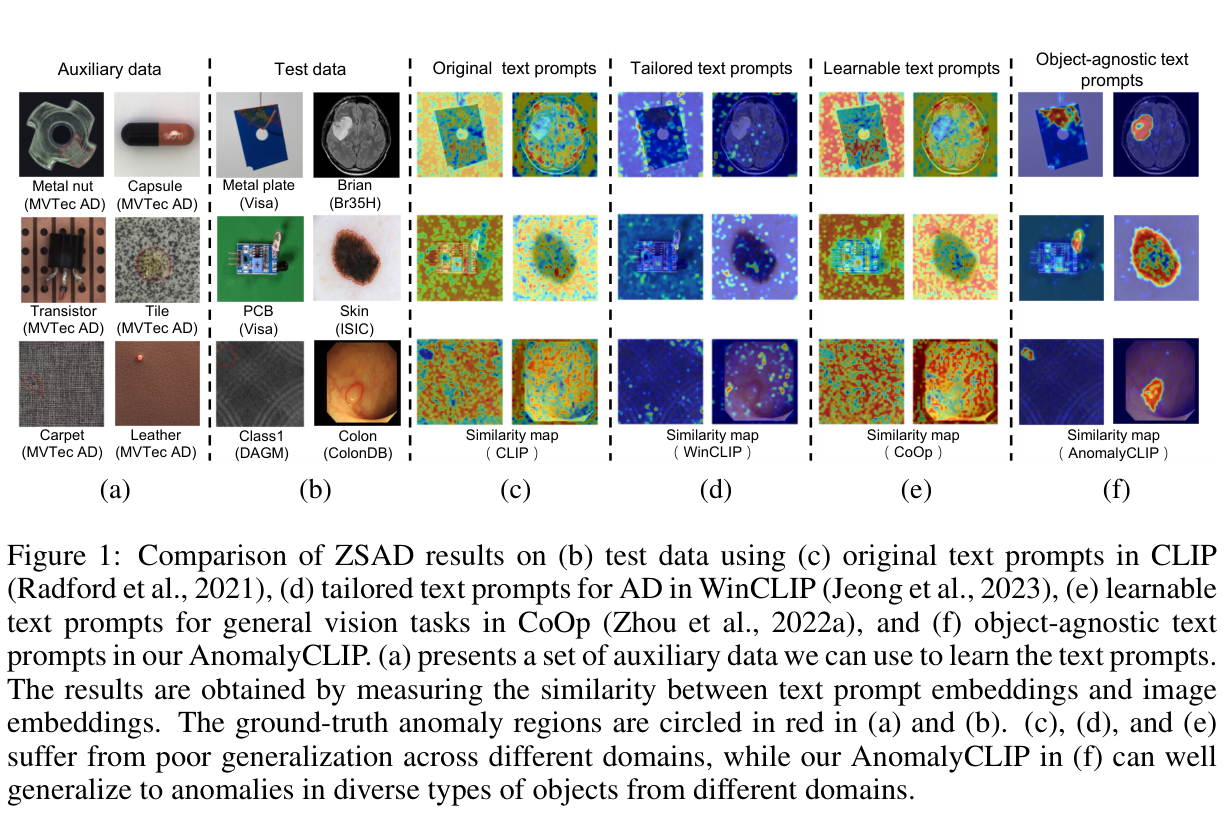 Auxiliary data
Test data
Original text prompts
Tailored text prompts
Learnable text prompts
Object-agnostic text
prompts
Metal nut
(MVTec AD)
Capsule
(MVTec AD)
Metal plate
(Visa)
Brian
(Br35H)
Transistor
(MVTec AD)
Tile
(MVTec AD)
PCB
(Visa)
Skin
(ISIC)
Carpet
(MVTec AD)
Leather
(MVTec AD)
Class1
(DAGM)
Colon
(ColonDB)
Similarity map
( CLIP )
Similarity map
( WinCLIP )
Similarity map
( CoOp )
Similarity map
( AnomalyCLIP )
(a)
(b)
(c)
(d)
(e)
(f)
Figure 1: Comparison of ZSAD results on (b) test data using (c) original text prompts in CLIP
(Radford et al., 2021), (d) tailored text prompts for AD in WinCLIP (Jeong et al., 2023), (e) learnable
text prompts for general vision tasks in CoOp (Zhou et al., 2022a), and (f) object-agnostic text
prompts in our AnomalyCLIP. (a) presents a set of auxiliary data we can use to learn the text prompts.
The results are obtained by measuring the similarity between text prompt embeddings and image
embeddings. The ground-truth anomaly regions are circled in red in (a) and (b). (c), (d), and (e)
suffer from poor generalization across different domains, while our AnomalyCLIP in (f) can well
generalize to anomalies in diverse types of objects from different domains.